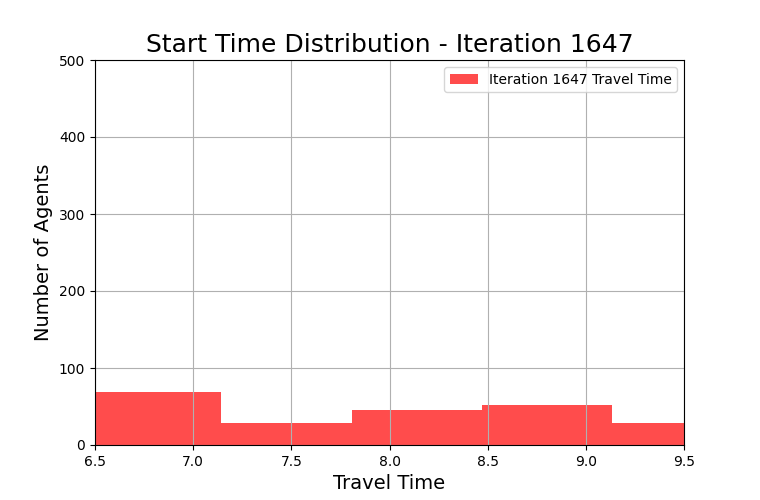 Start Time Distribution - Iteration 1647
Iteration 1647 Travel Time
Number of Agents
500
400
300
200
100
0
6.5 7.0 7.5 8.0 8.5 9.0 9.5
Travel Time